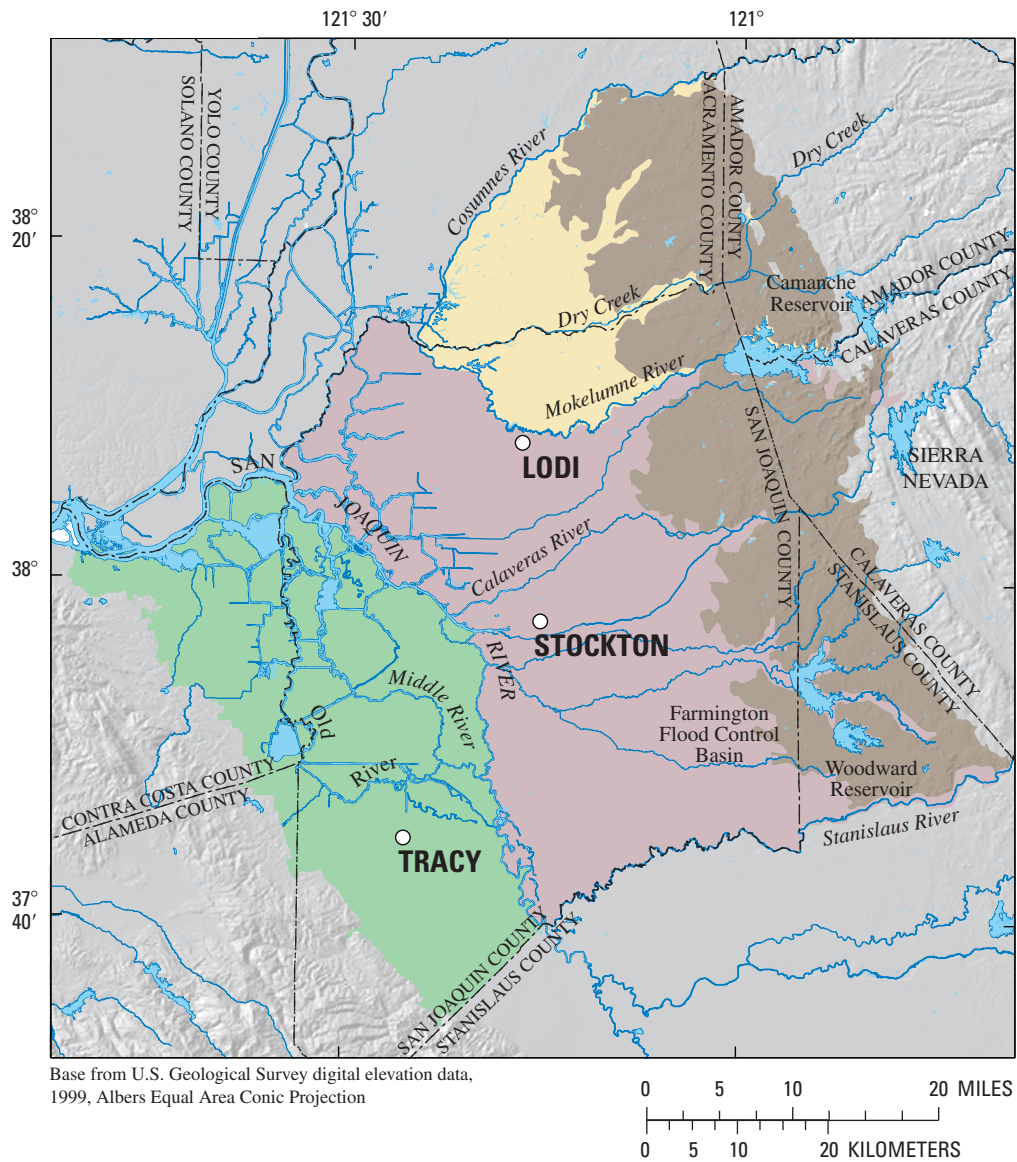 121° 30′
121°
YOLO COUNTY
SOLANO COUNTY
AMADOR COUNTY
SACRAMENTO COUNTY
Cosumnes River
Dry Creek
38°
20′
AMADOR COUNTY
CALAVERAS COUNTY
Camanche
Reservoir
Dry Creek
Mokelumne River
SAN JOAQUIN COUNTY
LODI
SIERRA
NEVADA
SAN
JOAQUIN
RIVER
Calaveras River
38°
CALAVERAS COUNTY
STANISLAUS COUNTY
STOCKTON
Middle River
Old
River
Farmington
Flood Control
Basin
Woodward
Reservoir
Stanislaus River
CONTRA COSTA COUNTY
ALAMEDA COUNTY
TRACY
37°
40′
SAN JOAQUIN COUNTY
STANISLAUS COUNTY
Base from U.S. Geological Survey digital elevation data,
1999, Albers Equal Area Conic Projection
0 5 10 20 MILES
0 5 10 20 KILOMETERS